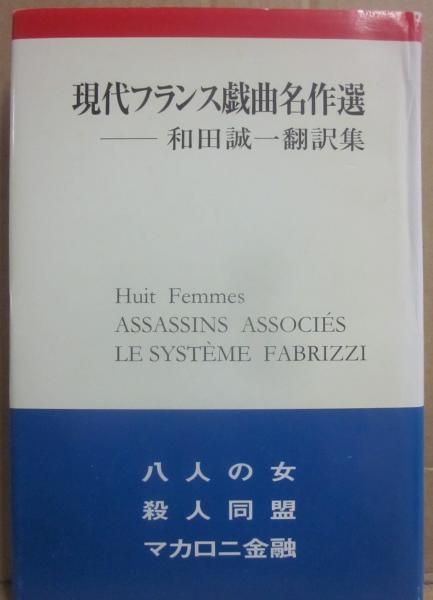 現代フランス戯曲名作選
── 和田誠一翻訳集
Huit Femmes
ASSASSINS ASSOCIÉS
LE SYSTÈME FABRIZZI
八人の女
殺人同盟
マカロニ金融